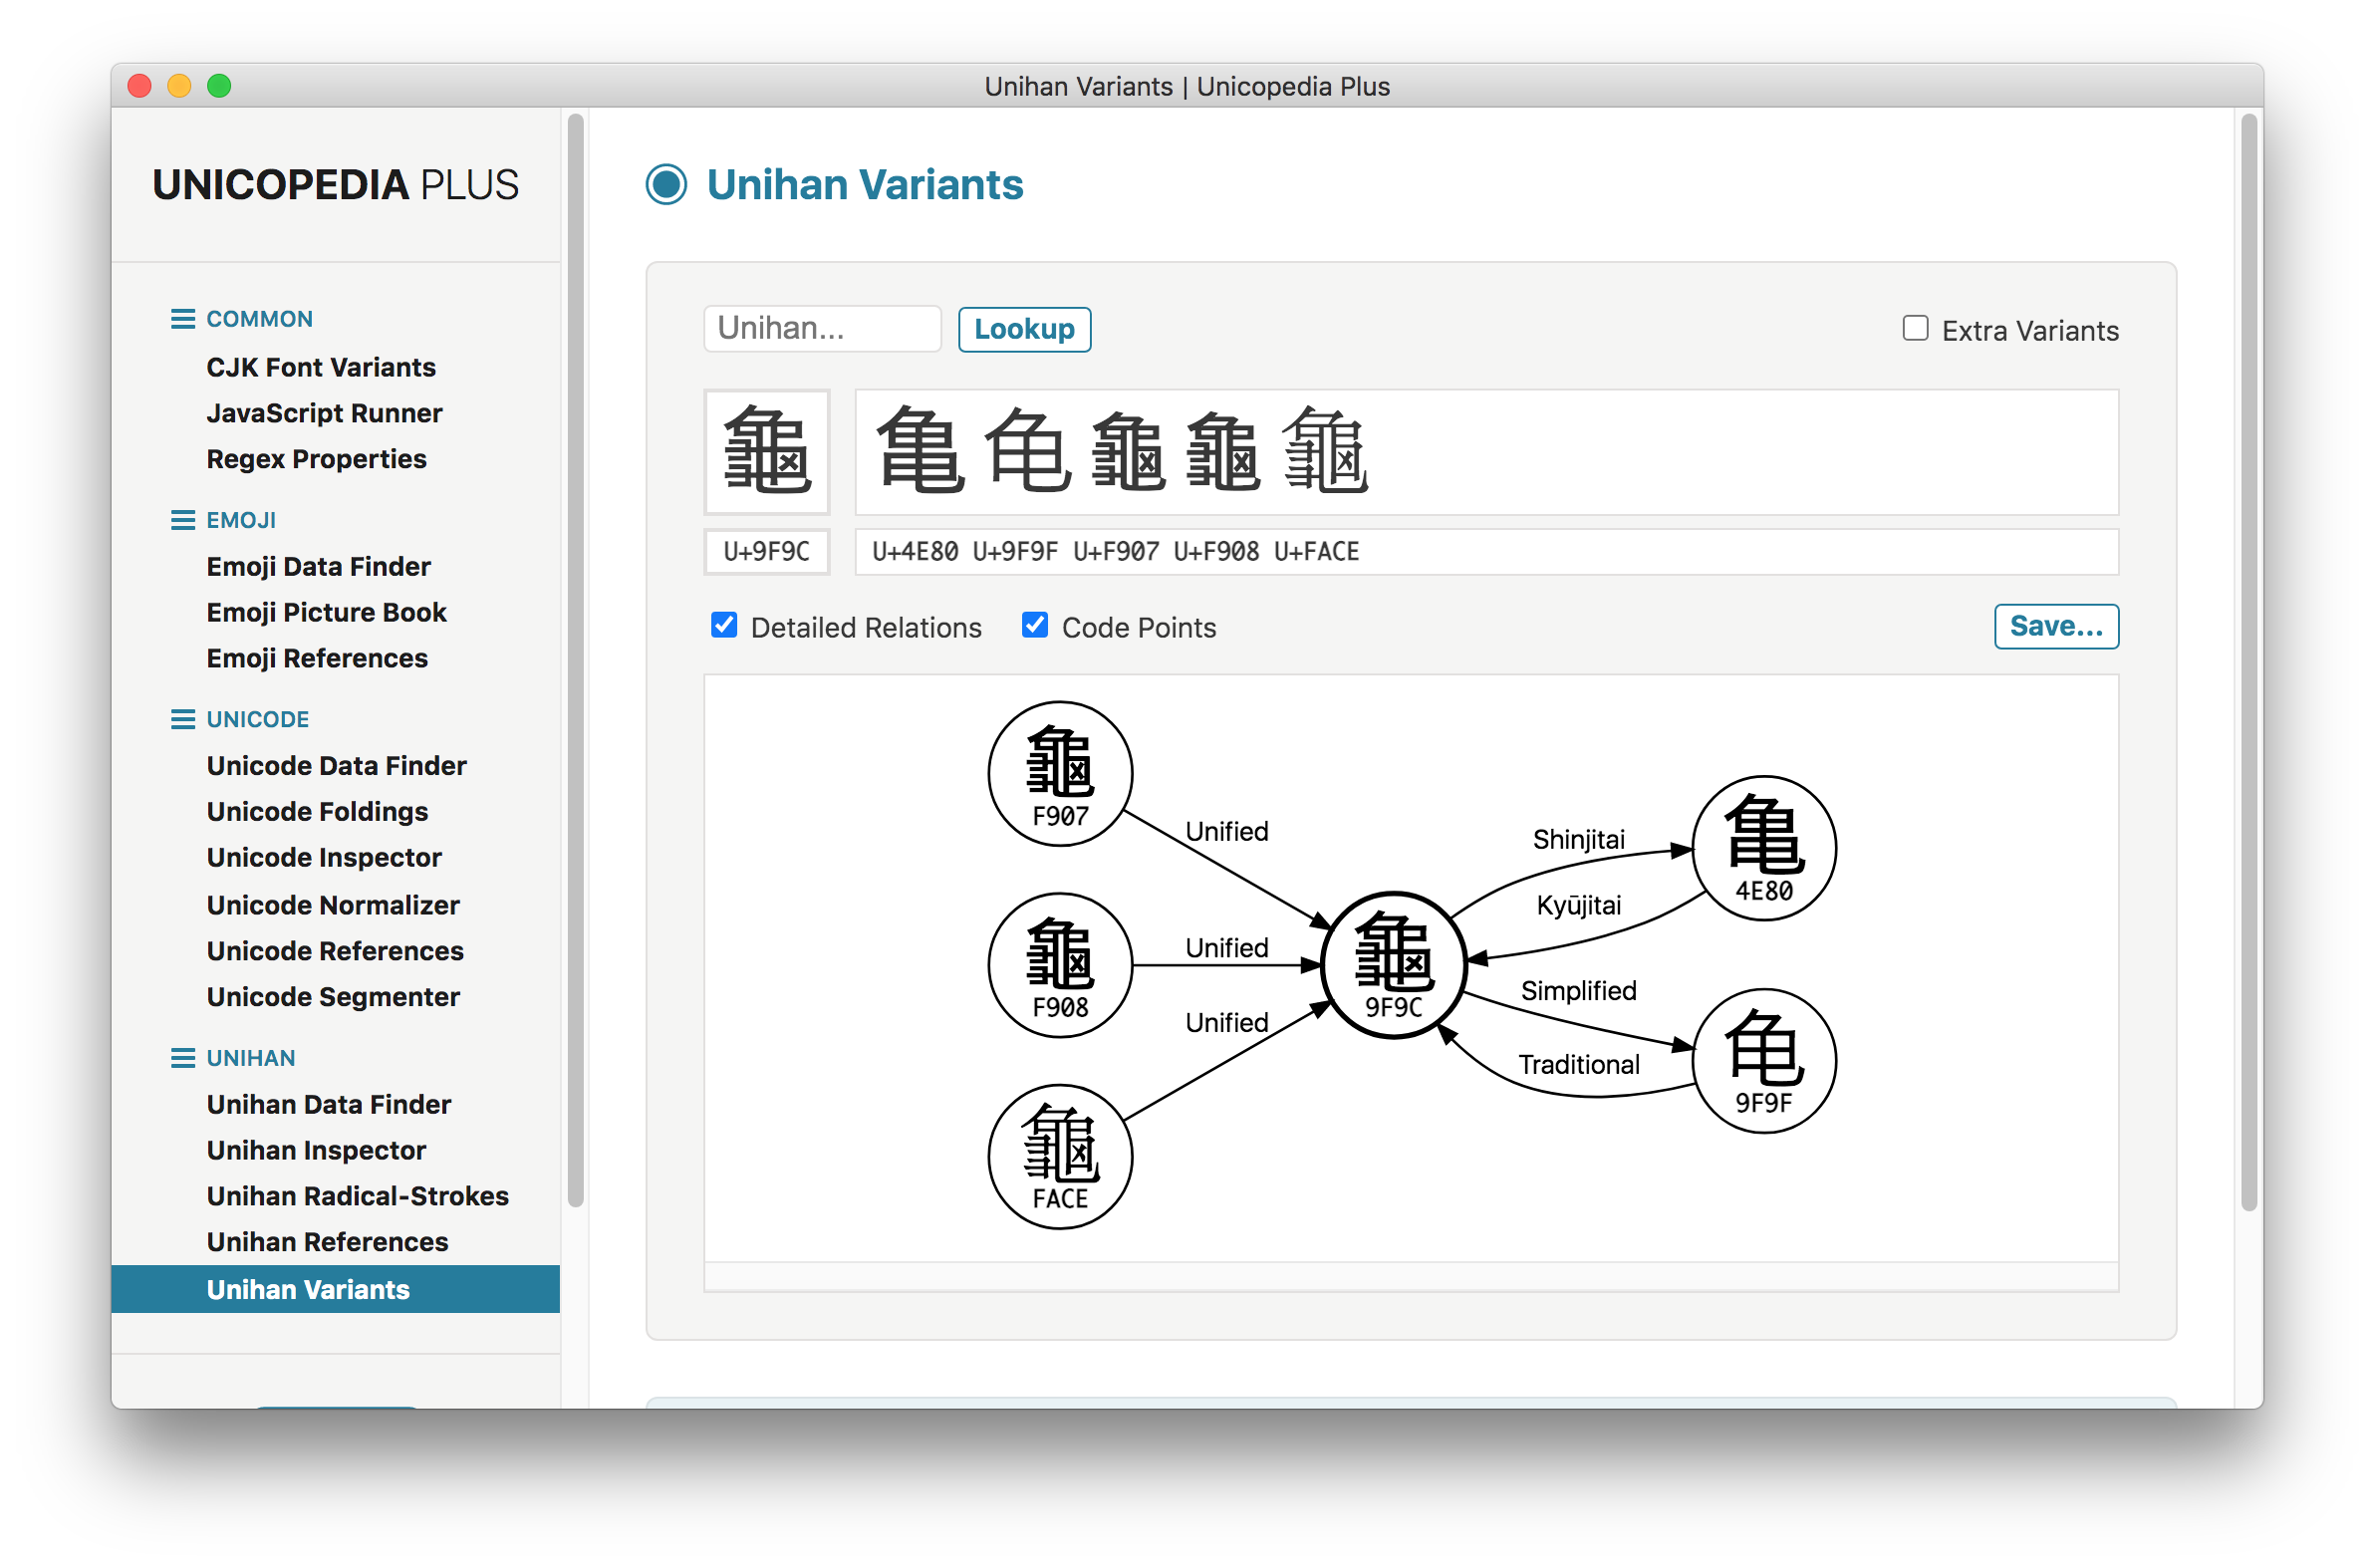 Unihan Variants | Unicopedia Plus
UNICOPEDIA PLUS
COMMON
CJK Font Variants
JavaScript Runner
Regex Properties
EMOJI
Emoji Data Finder
Emoji Picture Book
Emoji References
UNICODE
Unicode Data Finder
Unicode Foldings
Unicode Inspector
Unicode Normalizer
Unicode References
Unicode Segmenter
UNIHAN
Unihan Data Finder
Unihan Inspector
Unihan Radical-Strokes
Unihan References
Unihan Variants
Unihan Variants
Unihan... Lookup Extra Variants
龜 亀 龟 龜 龜 龜
U+9F9C U+4E80 U+9F9F U+F907 U+F908 U+FACE
Detailed Relations Code Points Save...
龜
F907
Unified
龜
F908
Unified
龜
FACE
Unified
龜
9F9C
Shinjitai
Kyūjitai
亀
4E80
Simplified
Traditional
龟
9F9F